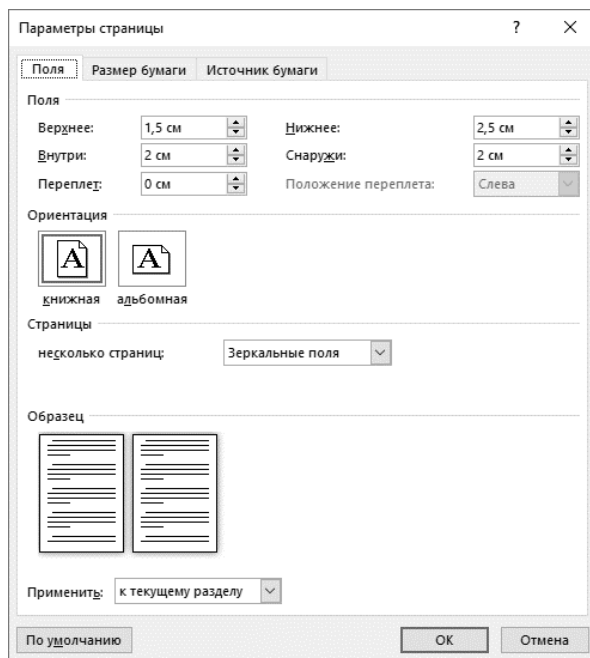 Параметры страницы ? ×
Поля Размер бумаги Источник бумаги
Поля
Верхнее: 1,5 см Нижнее: 2,5 см
Внутри: 2 см Снаружи: 2 см
Переплет: 0 см Положение переплета: Слева
Ориентация
A A
книжная альбомная
Страницы
несколько страниц: Зеркальные поля
Образец
Применить: к текущему разделу
По умолчанию ОК Отмена